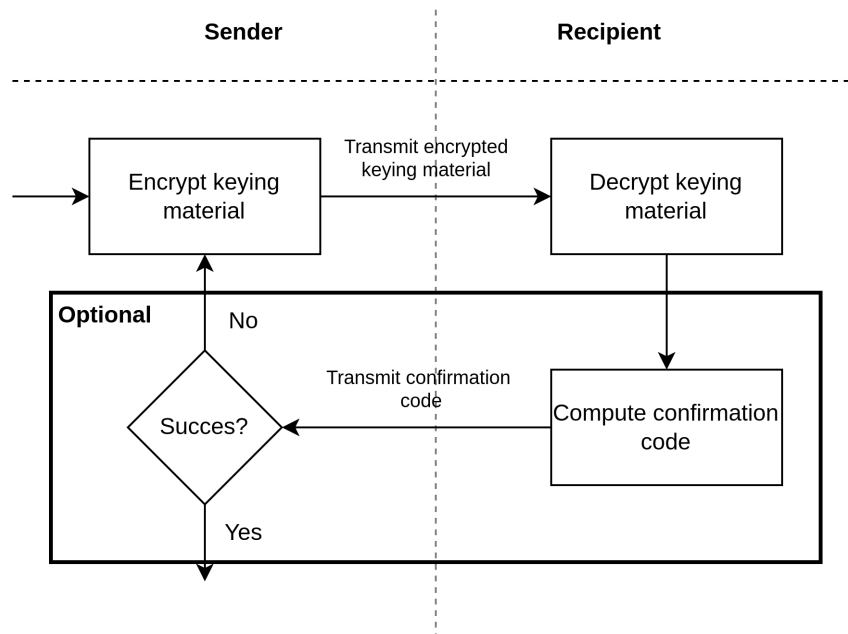 Sender
Recipient
Transmit encrypted
keying material
Encrypt keying
material
Decrypt keying
material
Optional
No
Transmit confirmation
code
Succes?
Compute confirmation
code
Yes